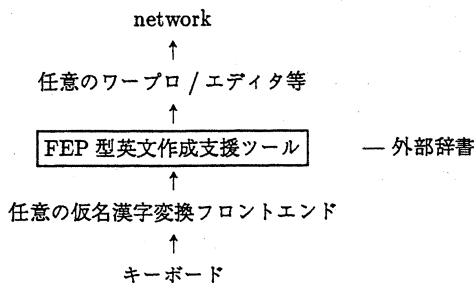 network
↑
任意のワープロ / エディタ等
↑
FEP 型英文作成支援ツール — 外部辞書
↑
任意の仮名漢字変換フロントエンド
↑
キーボード